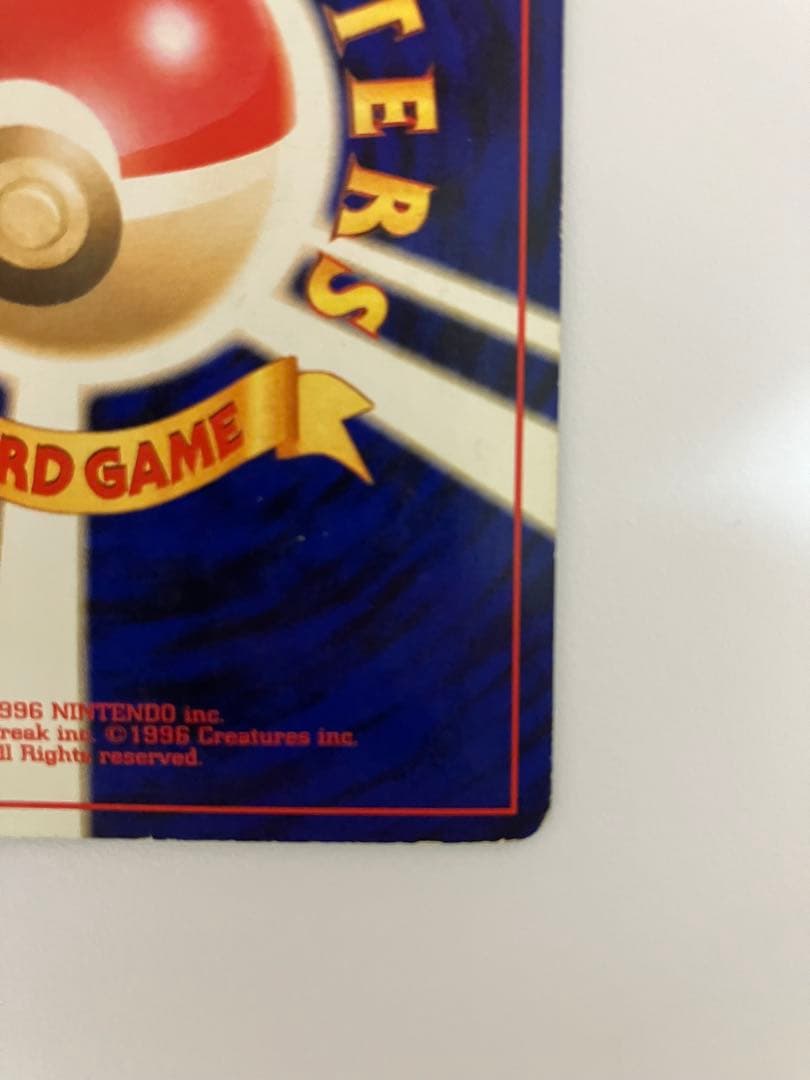 TERS
RD GAME
996 NINTENDO inc.
reak inc. ©1996 Creatures inc.
ll Rights reserved.